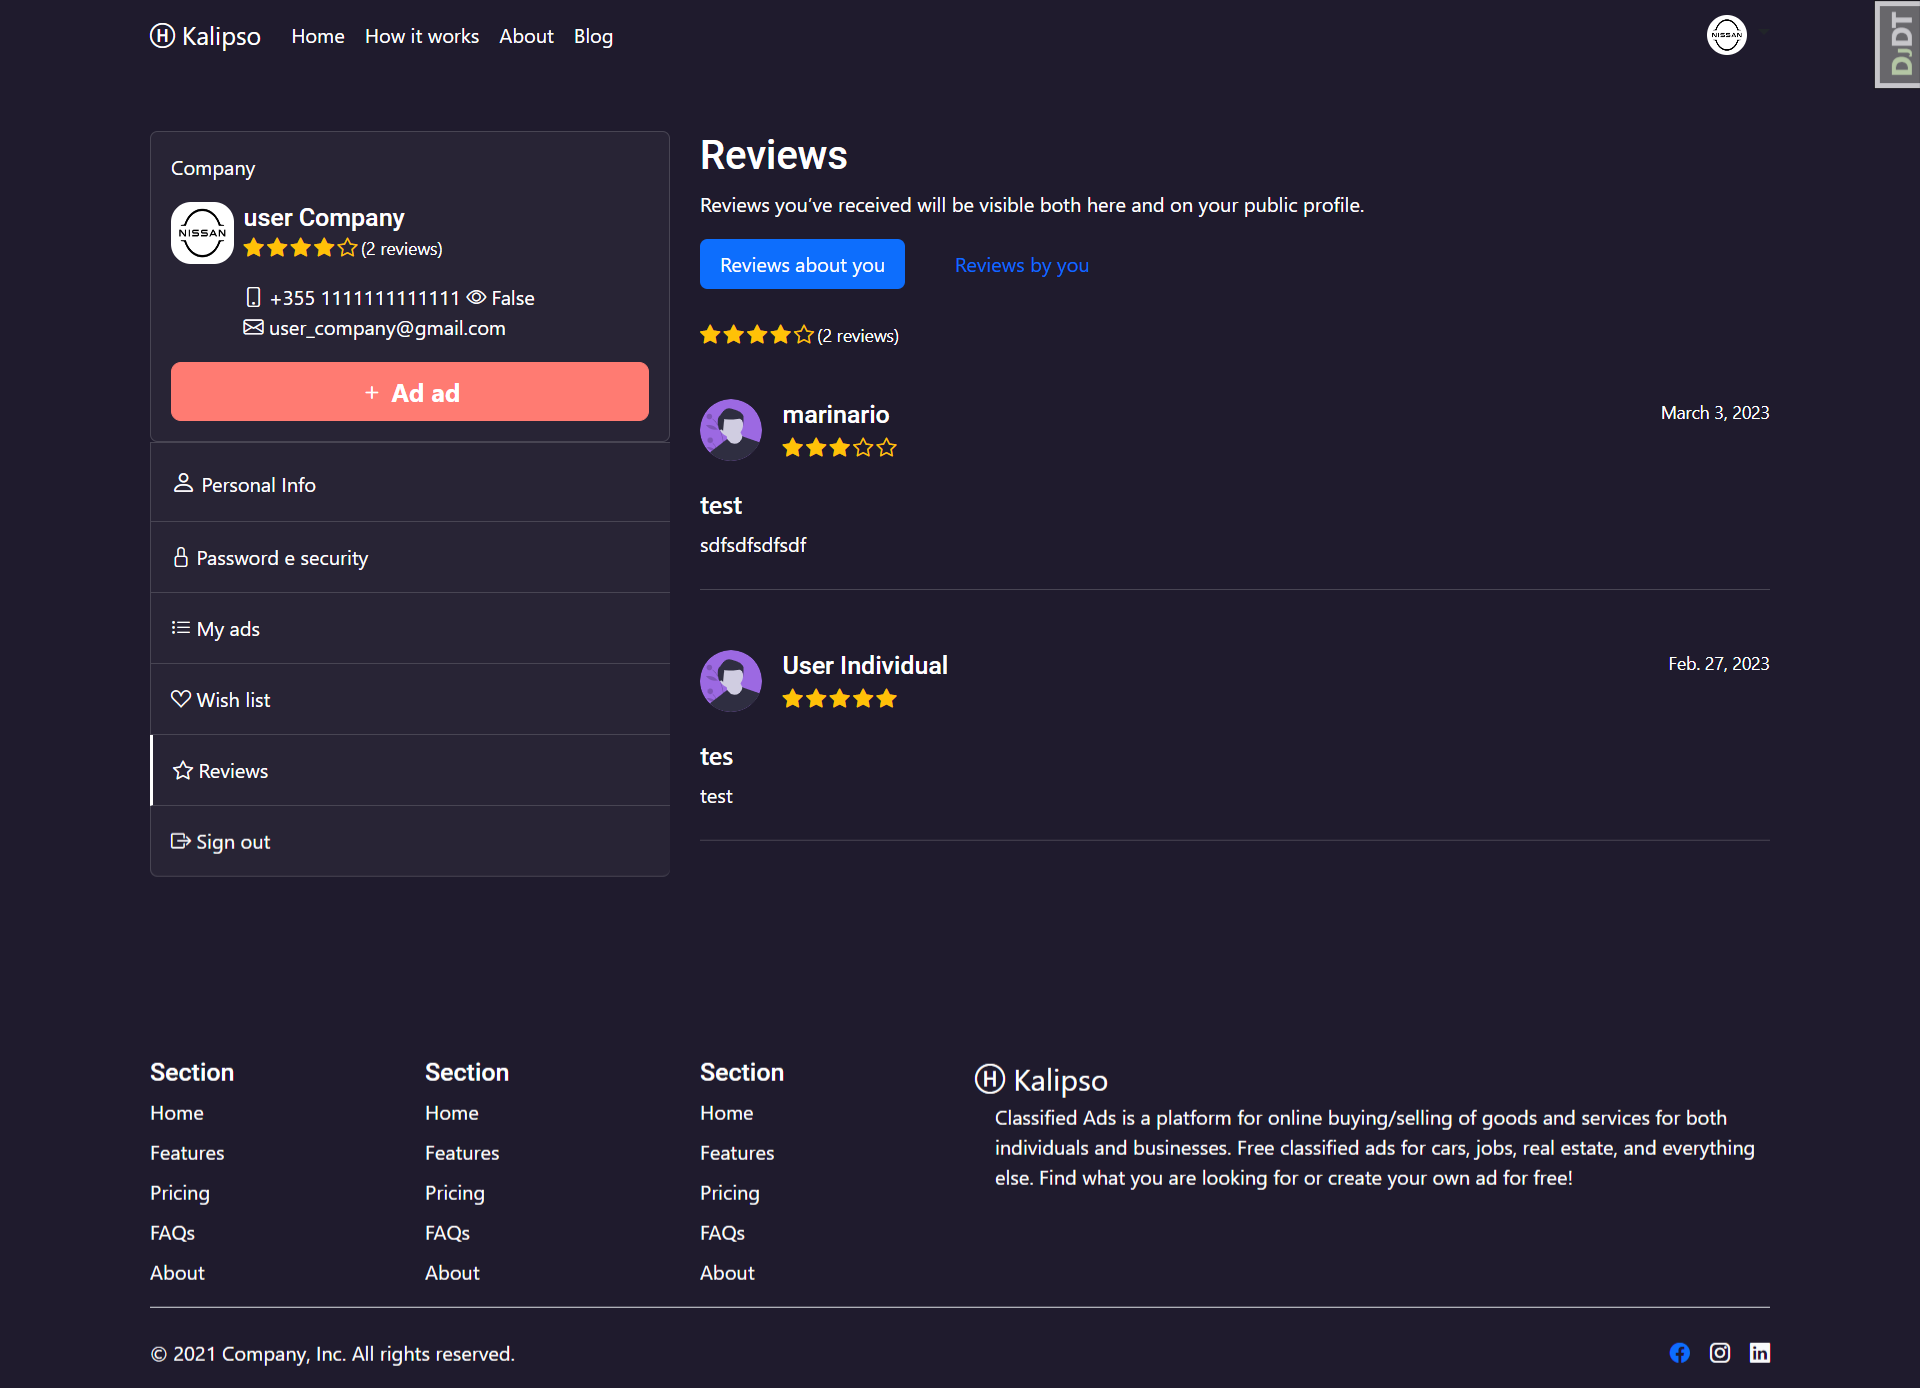 Kalipso Home How it works About Blog
NISSAN
DJDT
Company
NISSAN
user Company
(2 reviews)
+355 1111111111111 False
user_company@gmail.com
+ Ad ad
Personal Info
Password e security
My ads
Wish list
Reviews
Sign out
Reviews
Reviews you’ve received will be visible both here and on your public profile.
Reviews about you Reviews by you
(2 reviews)
marinario March 3, 2023
test
sdfsdfsdfsdf
User Individual Feb. 27, 2023
tes
test
Section
Home
Features
Pricing
FAQs
About
Section
Home
Features
Pricing
FAQs
About
Section
Home
Features
Pricing
FAQs
About
Kalipso
Classified Ads is a platform for online buying/selling of goods and services for both
individuals and businesses. Free classified ads for cars, jobs, real estate, and everything
else. Find what you are looking for or create your own ad for free!
© 2021 Company, Inc. All rights reserved.